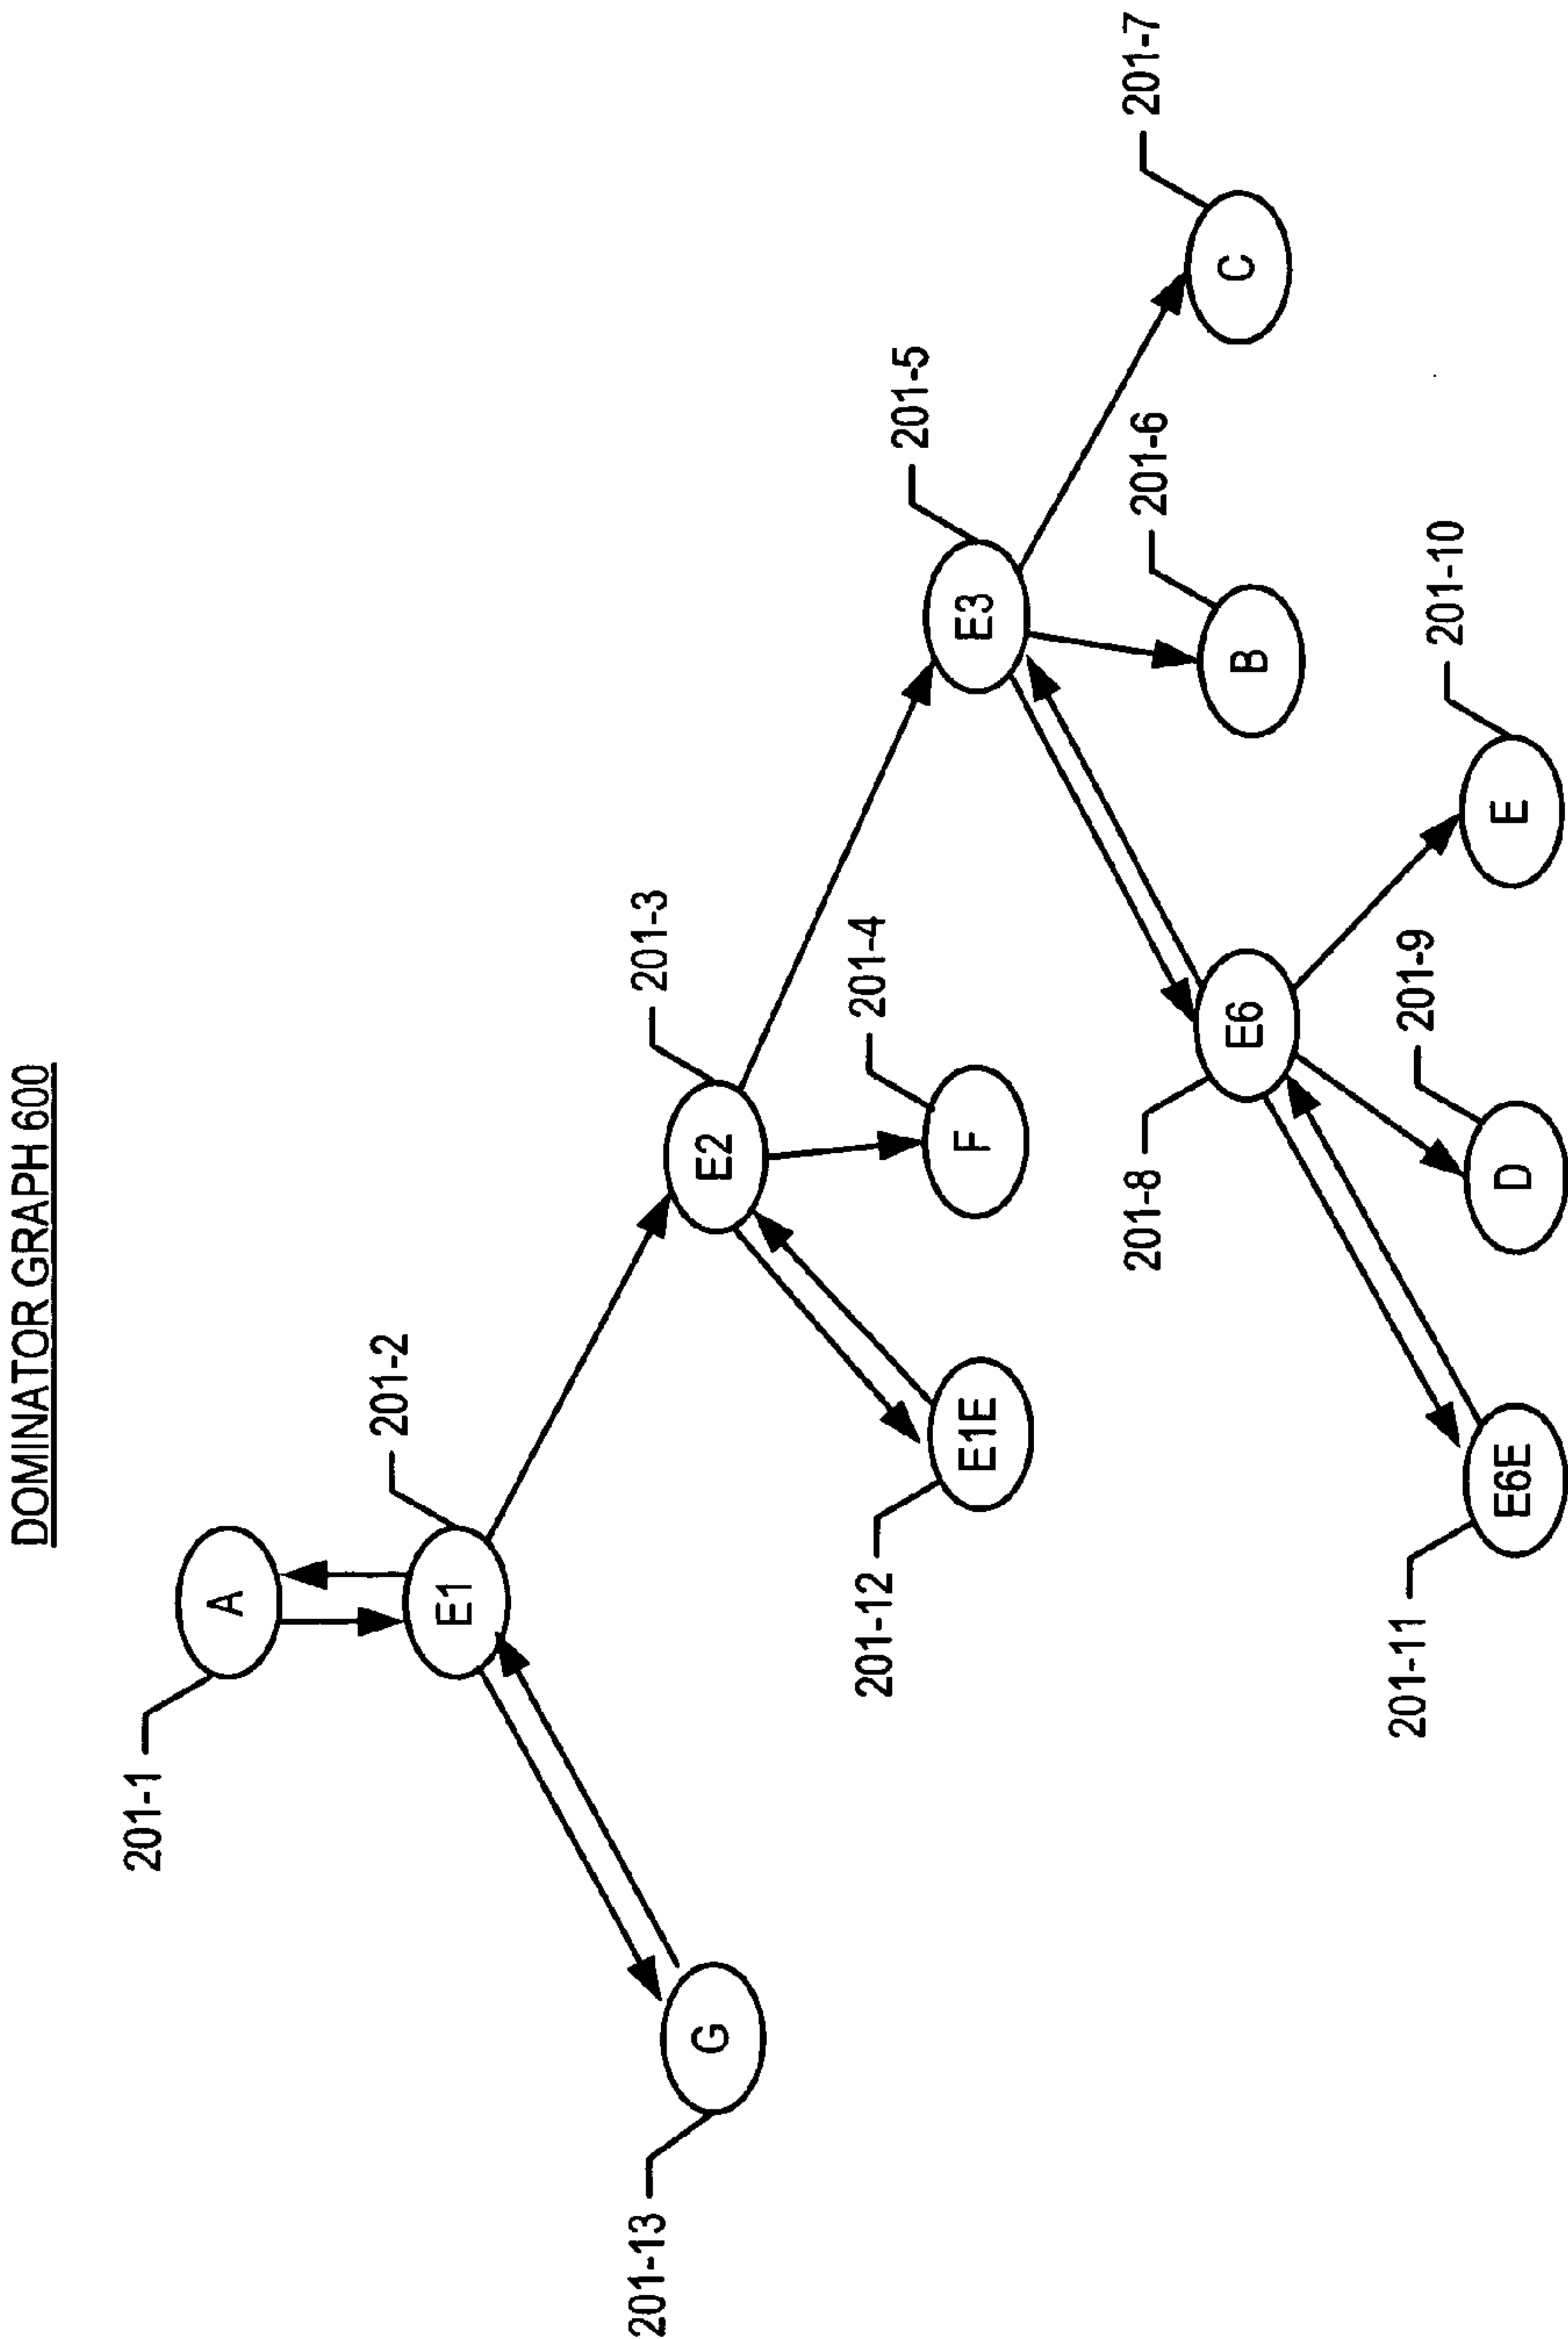 DOMINATOR GRAPH 600
201-1
A
201-2
E1
201-13
G
201-3
E2
201-12
E1E
201-4
F
201-5
E3
201-8
E6
201-6
B
201-7
C
201-11
E6E
201-9
D
201-10
E